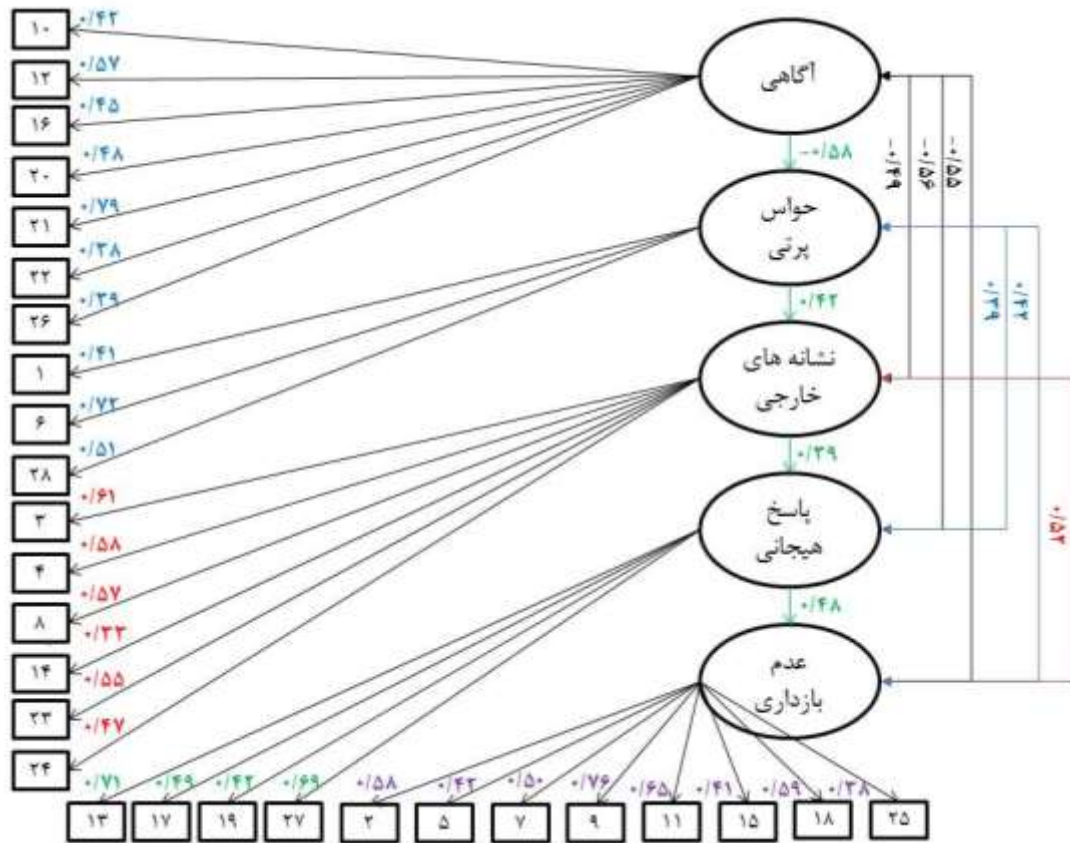 آگاهی
حواس
پرتی
نشانه های
خارجی
پاسخ
هیجانی
عدم
بازداری
-۰/۵۸
۰/۴۲
۰/۳۹
۰/۴۸
-۰/۴۹
-۰/۵۶
-۰/۵۵
۰/۳۹
۰/۴۲
۰/۵۲
۱۰ ۰/۴۲
۱۲ ۰/۵۷
۱۶ ۰/۴۵
۲۰ ۰/۴۸
۲۱ ۰/۷۹
۲۲ ۰/۳۸
۲۶ ۰/۳۹
۱ ۰/۴۱
۶ ۰/۷۲
۲۸ ۰/۵۱
۳ ۰/۶۱
۴ ۰/۵۸
۸ ۰/۵۷
۱۴ ۰/۳۳
۲۳ ۰/۵۵
۲۴ ۰/۴۷
۰/۷۱ ۰/۴۹ ۰/۴۲ ۰/۶۹ ۰/۵۸ ۰/۴۲ ۰/۵۰ ۰/۷۶ ۰/۶۵ ۰/۴۱ ۰/۵۹ ۰/۳۸
۱۳ ۱۷ ۱۹ ۲۷ ۲ ۵ ۷ ۹ ۱۱ ۱۵ ۱۸ ۲۵